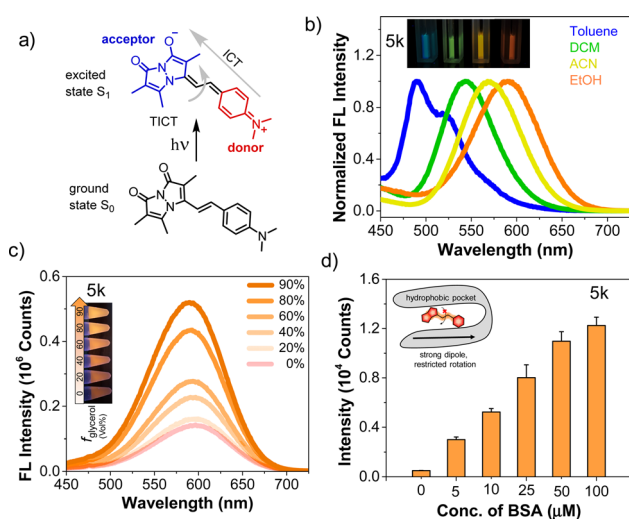 a)
acceptor
O⁻
ICT
O
N
N
excited
state S₁
TICT
N⁺
hν
donor
O
O
N
N
ground
state S₀
N
b)
5k
Toluene
DCM
ACN
EtOH
Normalized FL Intensity
1.2
0.8
0.4
0.0
450 500 550 600 650 700
Wavelength (nm)
c)
5k
90%
80%
60%
40%
20%
0%
0 20 40 60 80 90
fglycerol
(Vol%)
FL Intensity (10⁶ Counts)
0.6
0.4
0.2
0.0
450 500 550 600 650 700
Wavelength (nm)
d)
5k
hydrophobic pocket
strong dipole,
restricted rotation
Intensity (10⁴ Counts)
1.6
1.2
0.8
0.4
0.0
0 5 10 25 50 100
Conc. of BSA (μM)